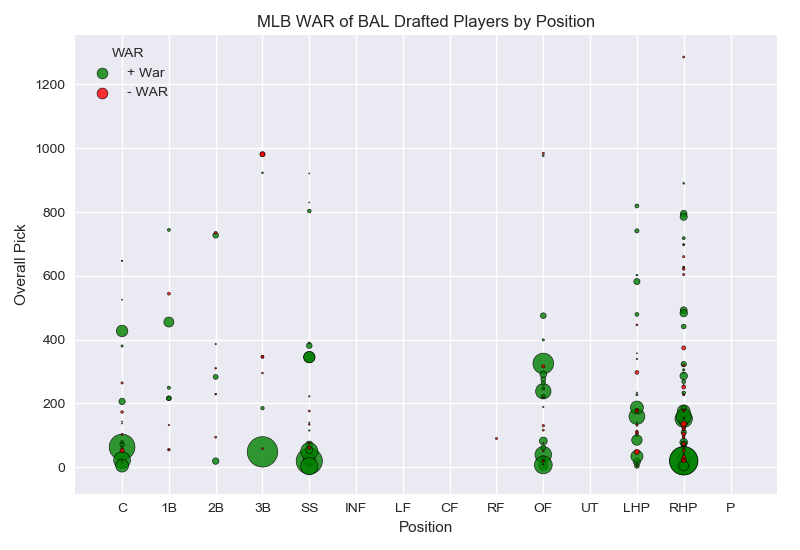 MLB WAR of BAL Drafted Players by Position
WAR
+ War
- WAR
1200
1000
800
600
400
200
0
Overall Pick
C 1B 2B 3B SS INF LF CF RF OF UT LHP RHP P
Position